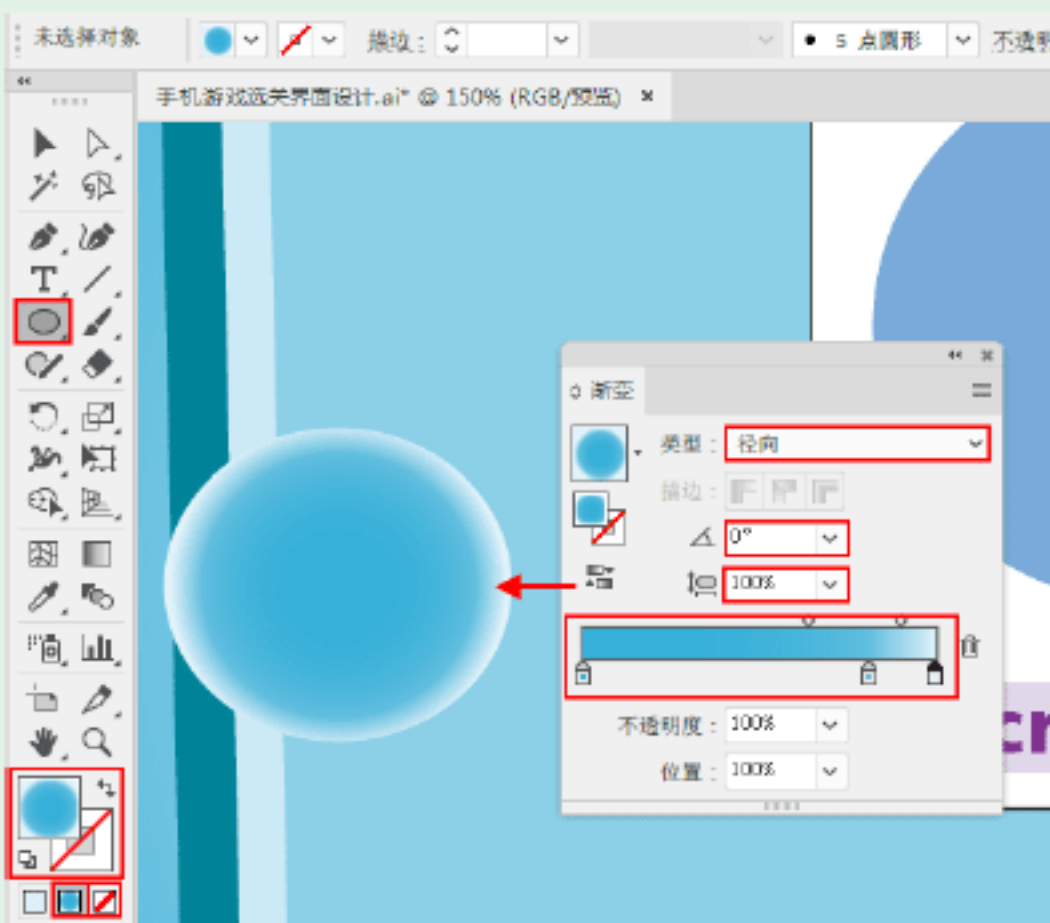 未选择对象
描边：
5 点圆形
不透明
手机游戏选关界面设计.ai* @ 150% (RGB/预览) ×
渐变
类型：
径向
描边：
0°
100%
不透明度：
100%
位置：
100%
cr